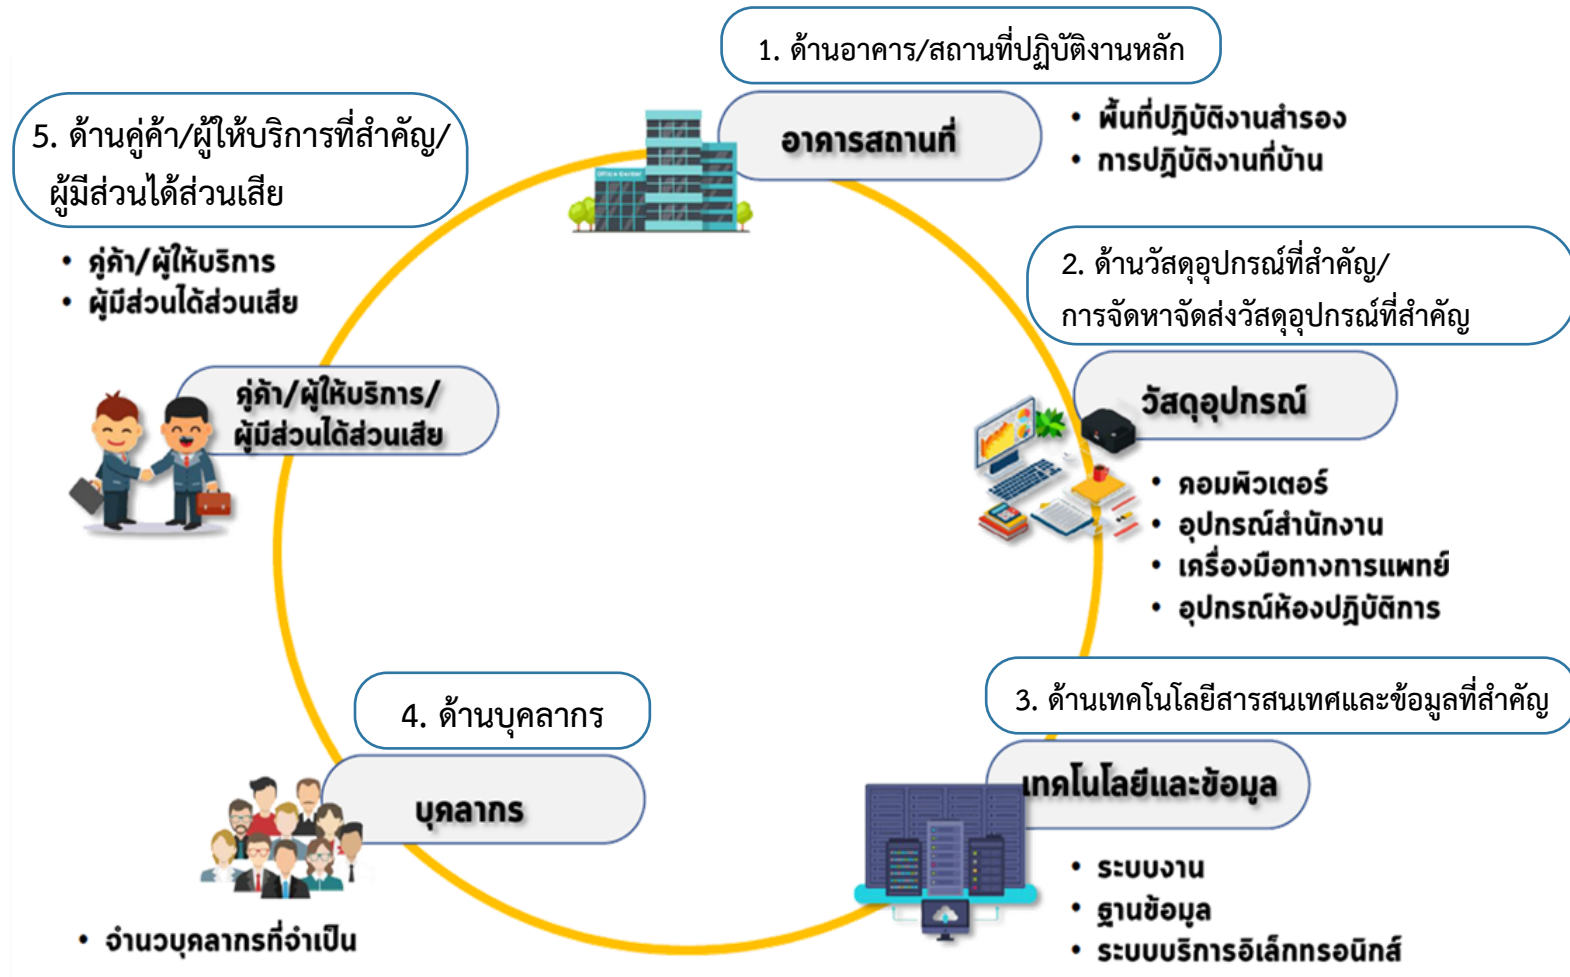 1. ด้านอาคาร/สถานที่ปฏิบัติงานหลัก
อาคารสถานที่
• พื้นที่ปฏิบัติงานสำรอง
• การปฏิบัติงานที่บ้าน
Office Center
2. ด้านวัสดุอุปกรณ์ที่สำคัญ/
การจัดหาจัดส่งวัสดุอุปกรณ์ที่สำคัญ
วัสดุอุปกรณ์
• คอมพิวเตอร์
• อุปกรณ์สำนักงาน
• เครื่องมือทางการแพทย์
• อุปกรณ์ห้องปฏิบัติการ
3. ด้านเทคโนโลยีสารสนเทศและข้อมูลที่สำคัญ
เทคโนโลยีและข้อมูล
• ระบบงาน
• ฐานข้อมูล
• ระบบบริการอิเล็กทรอนิกส์
4. ด้านบุคลากร
บุคลากร
• จำนวบุคลากรที่จำเป็น
5. ด้านคู่ค้า/ผู้ให้บริการที่สำคัญ/
ผู้มีส่วนได้ส่วนเสีย
• คู่ค้า/ผู้ให้บริการ
• ผู้มีส่วนได้ส่วนเสีย
คู่ค้า/ผู้ให้บริการ/
ผู้มีส่วนได้ส่วนเสีย